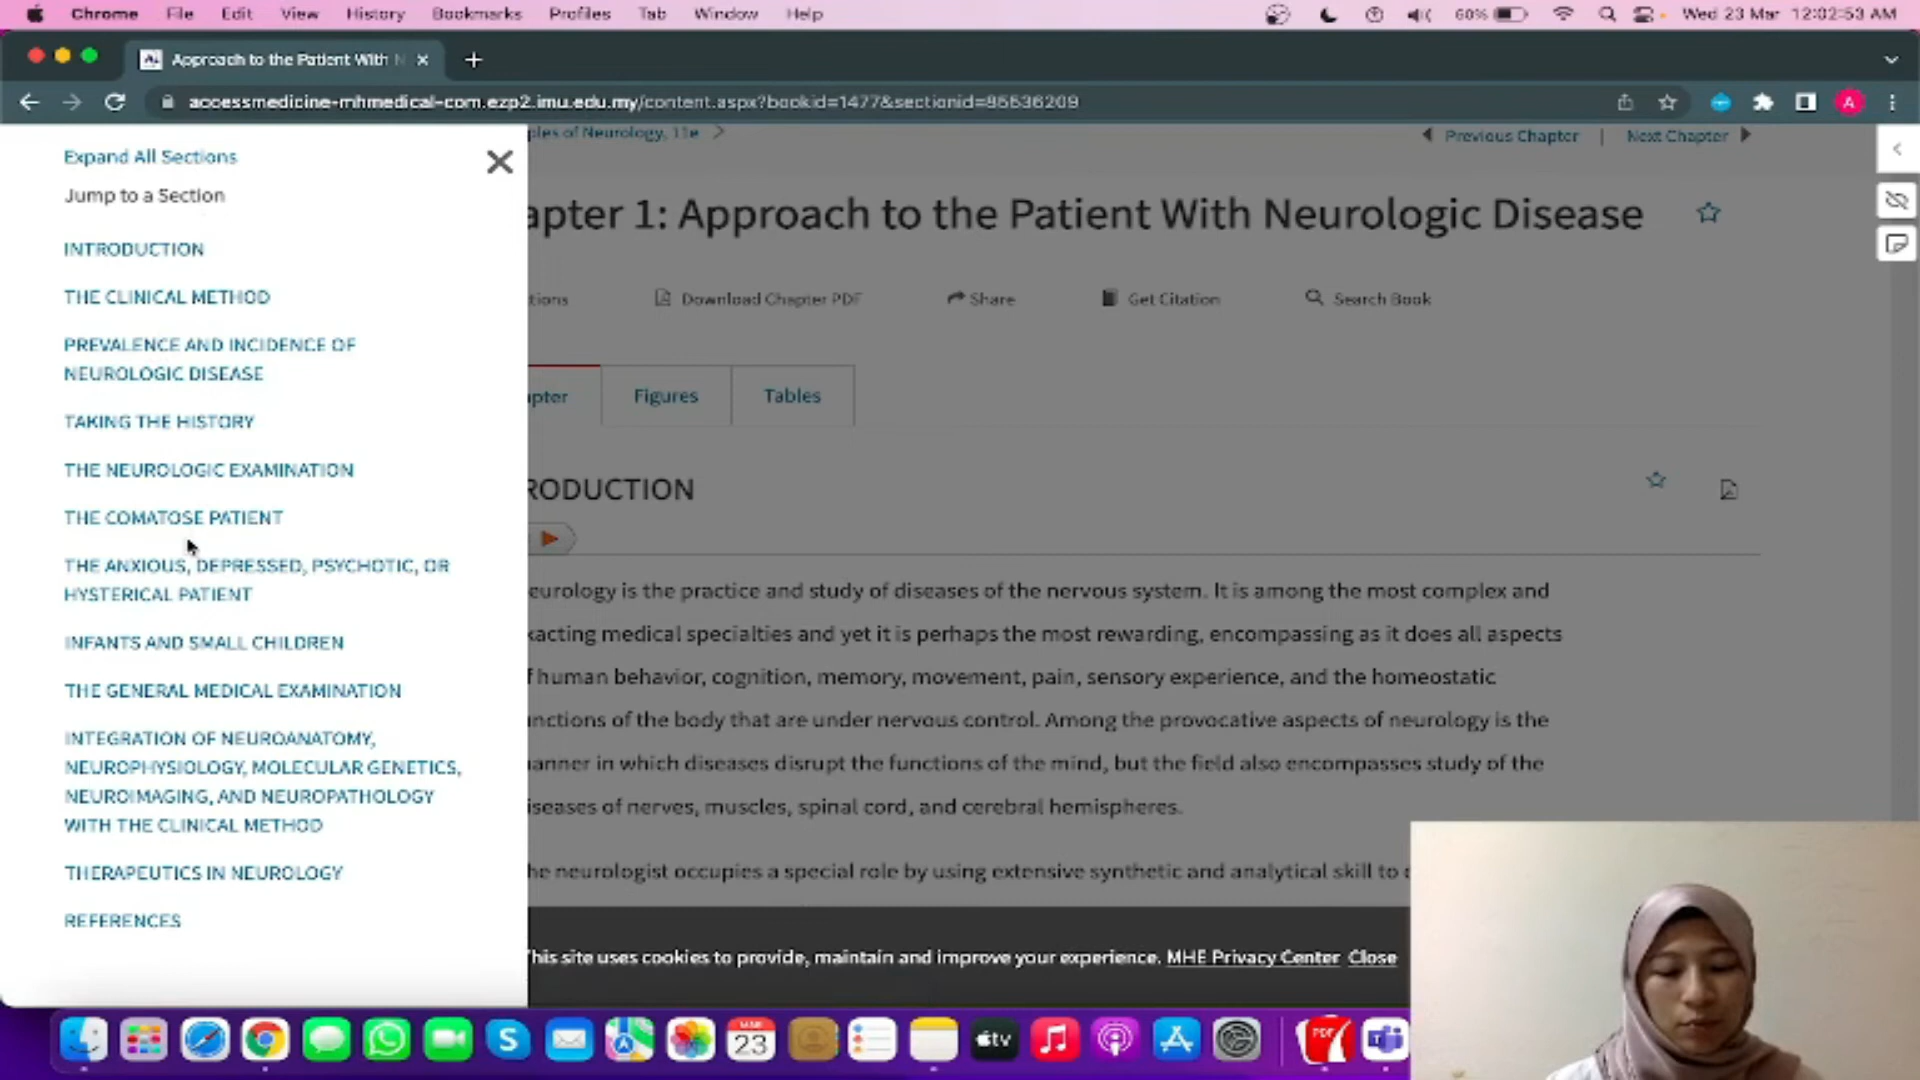 Chrome File Edit View History Bookmarks Profiles Tab Window Help 60% Wed 23 Mar 12:02:53 AM
Approach to the Patient With N
accessmedicine-mhmedical-com.ezp2.imu.edu.my/content.aspx?bookid=1477&sectionid=85536209
A
ples of Neurology, 11e
Previous Chapter | Next Chapter
Expand All Sections
Jump to a Section
INTRODUCTION
THE CLINICAL METHOD
PREVALENCE AND INCIDENCE OF
NEUROLOGIC DISEASE
TAKING THE HISTORY
THE NEUROLOGIC EXAMINATION
THE COMATOSE PATIENT
THE ANXIOUS, DEPRESSED, PSYCHOTIC, OR
HYSTERICAL PATIENT
INFANTS AND SMALL CHILDREN
THE GENERAL MEDICAL EXAMINATION
INTEGRATION OF NEUROANATOMY,
NEUROPHYSIOLOGY, MOLECULAR GENETICS,
NEUROIMAGING, AND NEUROPATHOLOGY
WITH THE CLINICAL METHOD
THERAPEUTICS IN NEUROLOGY
REFERENCES
apter 1: Approach to the Patient With Neurologic Disease
tions Download Chapter PDF Share Get Citation Search Book
pter Figures Tables
RODUCTION
eurology is the practice and study of diseases of the nervous system. It is among the most complex and
xacting medical specialties and yet it is perhaps the most rewarding, encompassing as it does all aspects
f human behavior, cognition, memory, movement, pain, sensory experience, and the homeostatic
nctions of the body that are under nervous control. Among the provocative aspects of neurology is the
anner in which diseases disrupt the functions of the mind, but the field also encompasses study of the
iseases of nerves, muscles, spinal cord, and cerebral hemispheres.
he neurologist occupies a special role by using extensive synthetic and analytical skill to
his site uses cookies to provide, maintain and improve your experience. MHE Privacy Center Close
MAR
23
tv
PDF